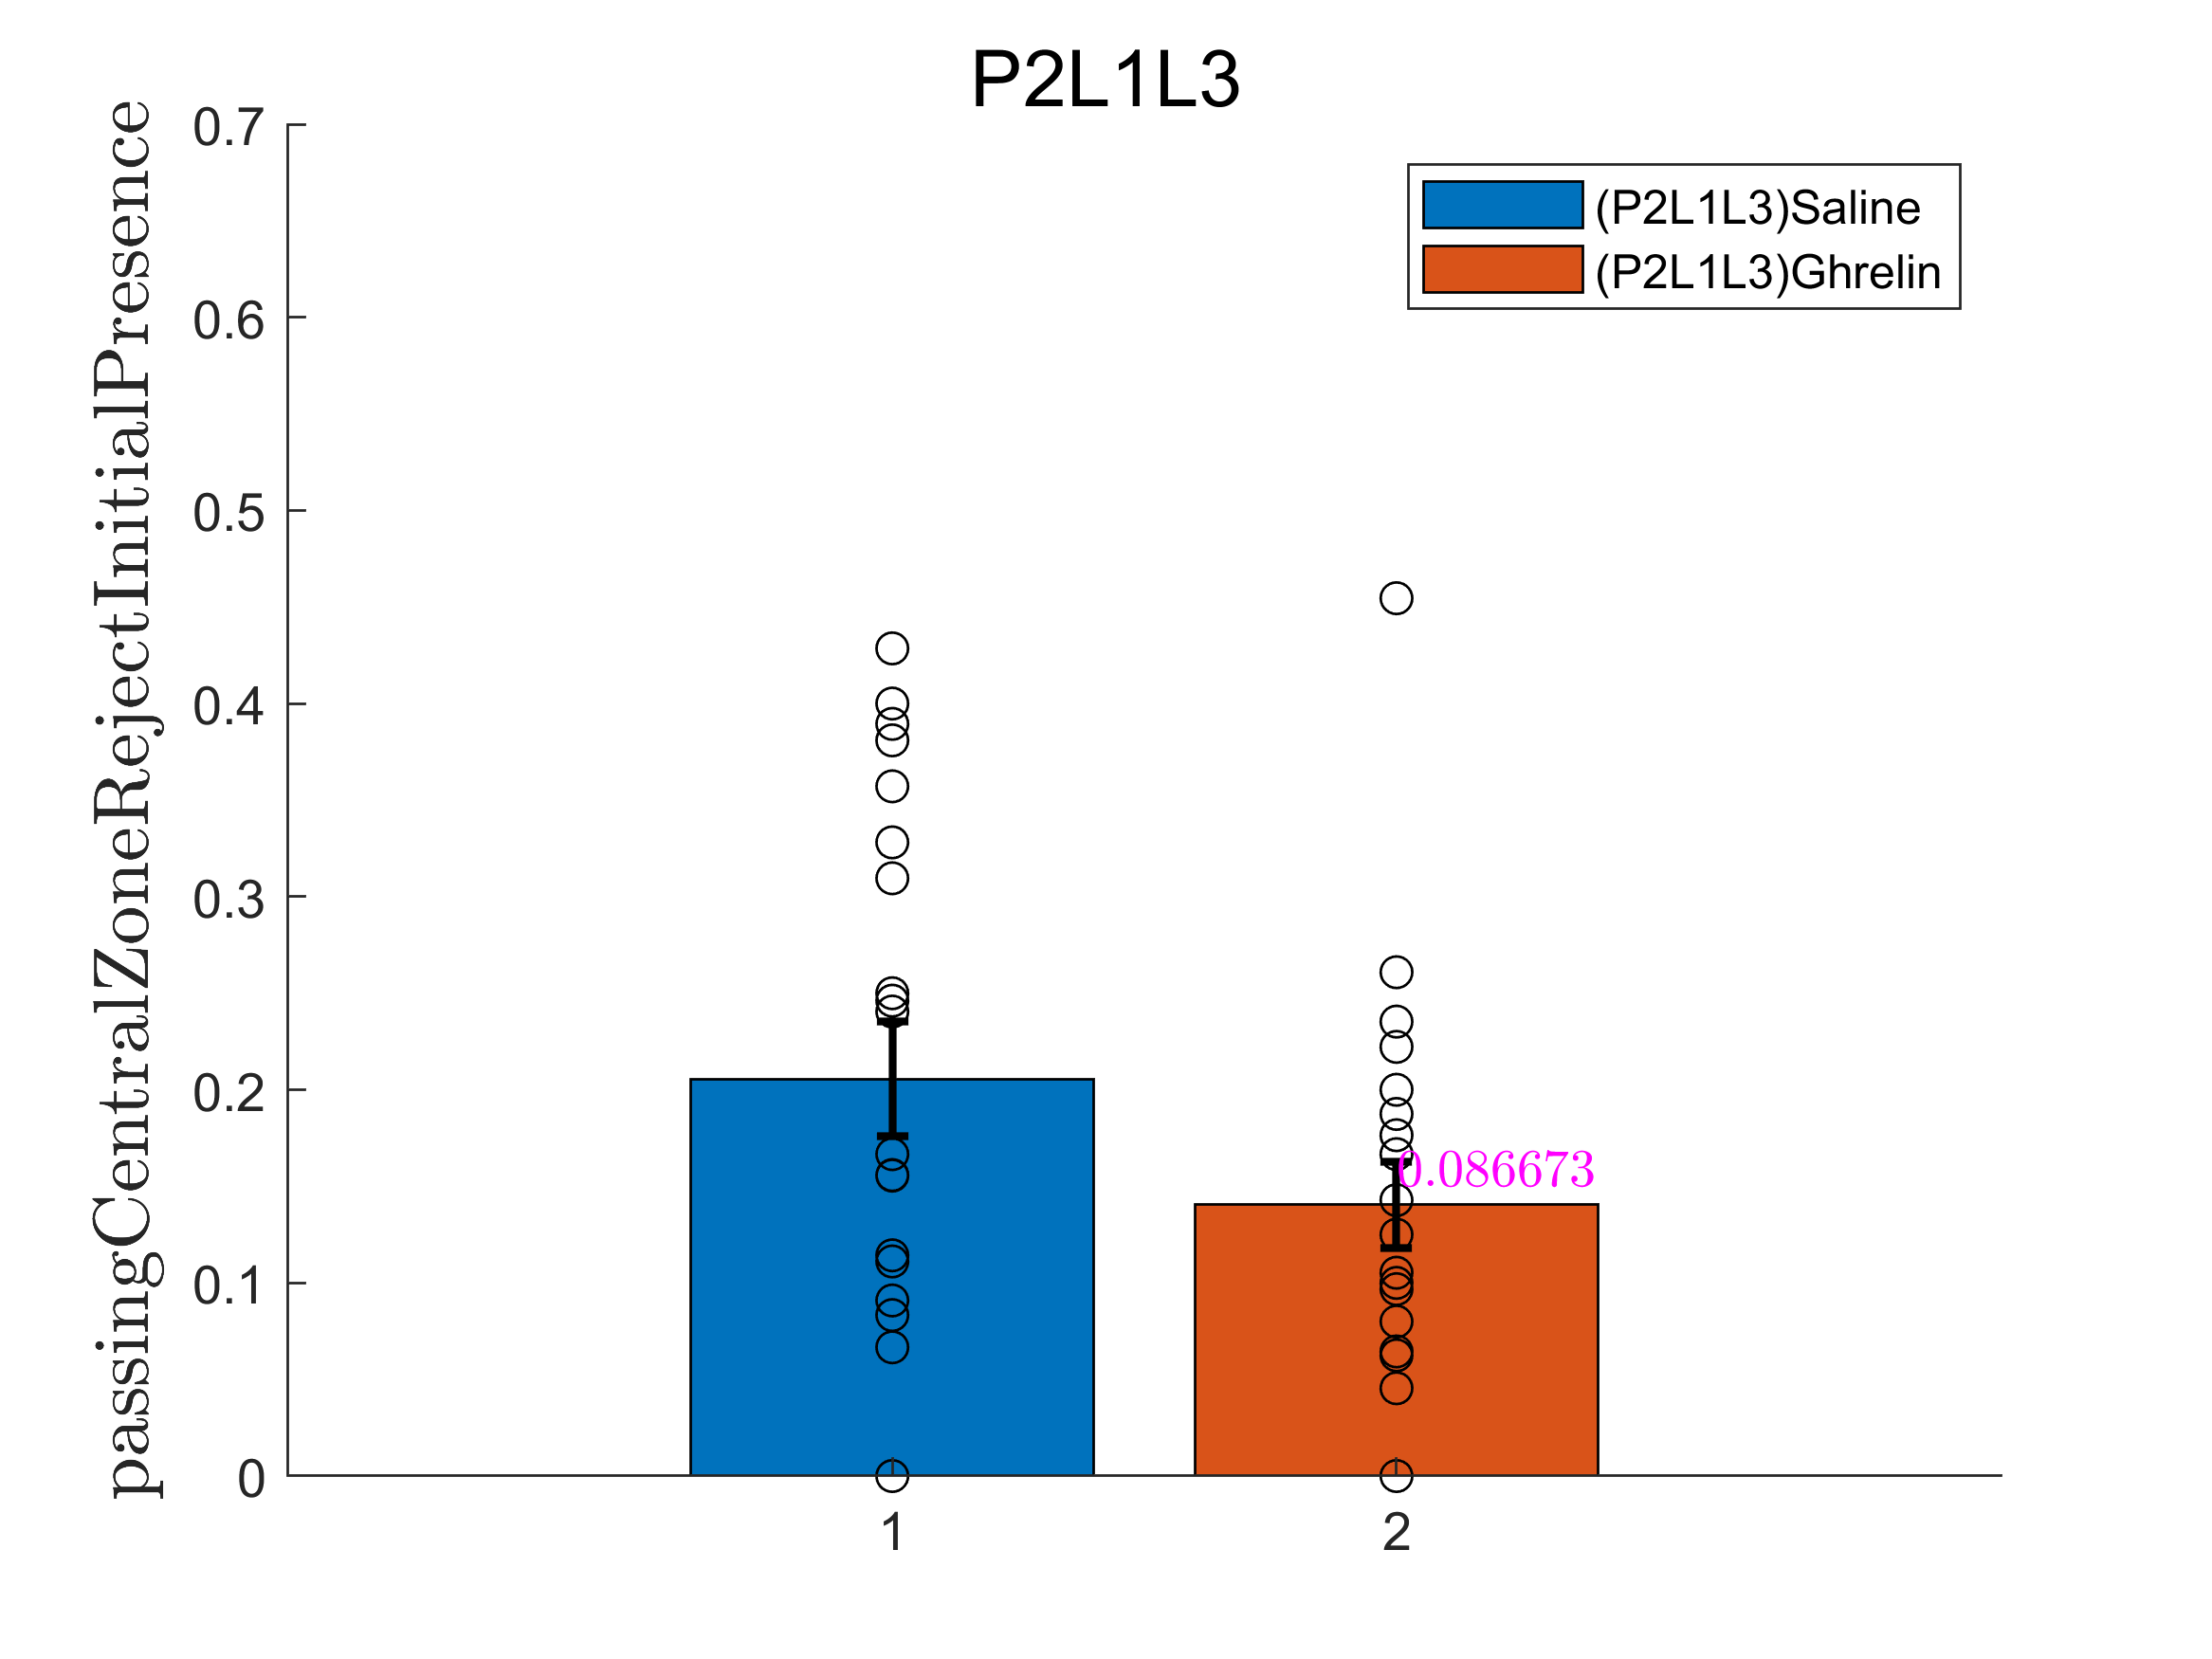 P2L1L3
passingCentralZoneRejectInitialPresence
0.7
0.6
0.5
0.4
0.3
0.2
0.1
0
(P2L1L3)Saline
(P2L1L3)Ghrelin
0.086673
1
2